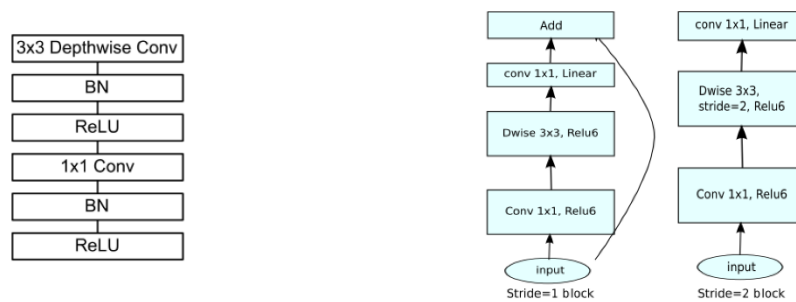 3x3 Depthwise Conv
BN
ReLU
1x1 Conv
BN
ReLU
Add
conv 1x1, Linear
Dwise 3x3, Relu6
Conv 1x1, Relu6
input
Stride=1 block
conv 1x1, Linear
Dwise 3x3,
stride=2, Relu6
Conv 1x1, Relu6
input
Stride=2 block